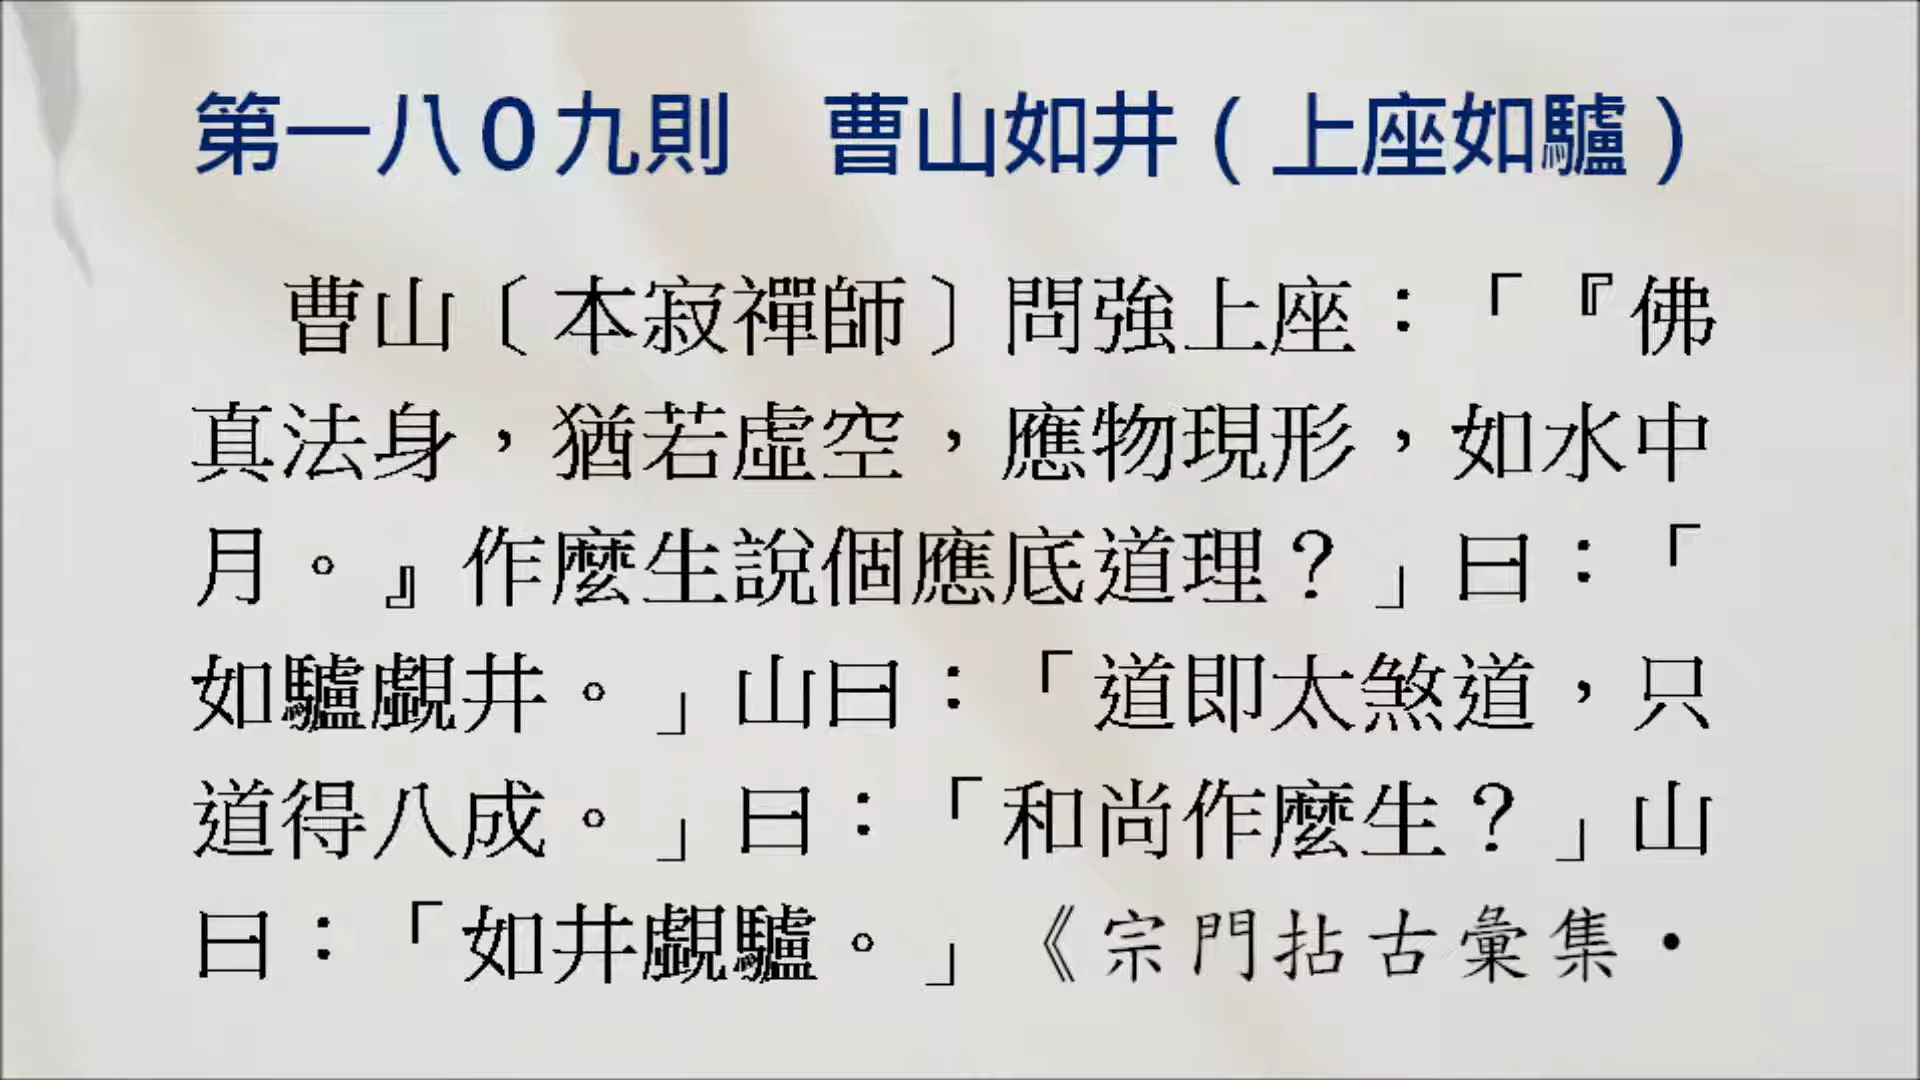 第一八０九則　曹山如井（上座如驢）
曹山〔本寂禪師〕問強上座：「『佛
真法身，猶若虛空，應物現形，如水中
月。』作麼生說個應底道理？」曰：「
如驢覷井。」山曰：「道即太煞道，只
道得八成。」曰：「和尚作麼生？」山
曰：「如井覷驢。」《宗門拈古彙集‧